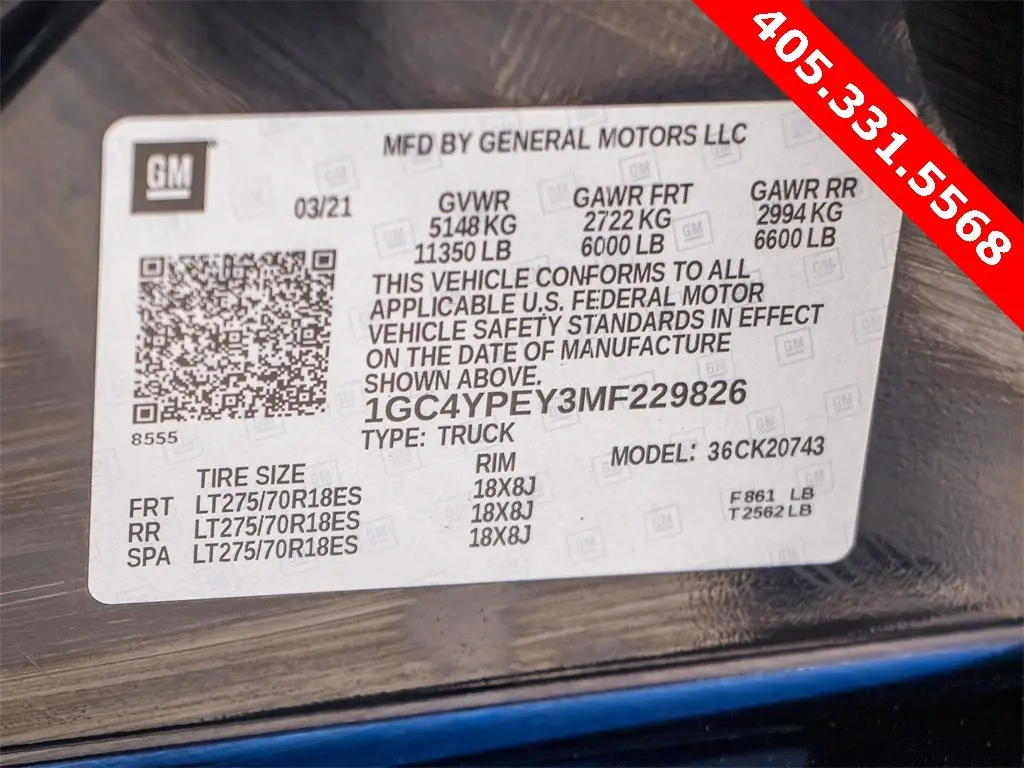 405.331.5568
GM
MFD BY GENERAL MOTORS LLC
03/21
GVWR
5148 KG
11350 LB
GAWR FRT
2722 KG
6000 LB
GAWR RR
2994 KG
6600 LB
THIS VEHICLE CONFORMS TO ALL
APPLICABLE U.S. FEDERAL MOTOR
VEHICLE SAFETY STANDARDS IN EFFECT
ON THE DATE OF MANUFACTURE
SHOWN ABOVE.
1GC4YPEY3MF229826
8555
TYPE: TRUCK
MODEL: 36CK20743
TIRE SIZE RIM
FRT LT275/70R18ES 18X8J
RR LT275/70R18ES 18X8J
SPA LT275/70R18ES 18X8J
F 861 LB
T 2562 LB